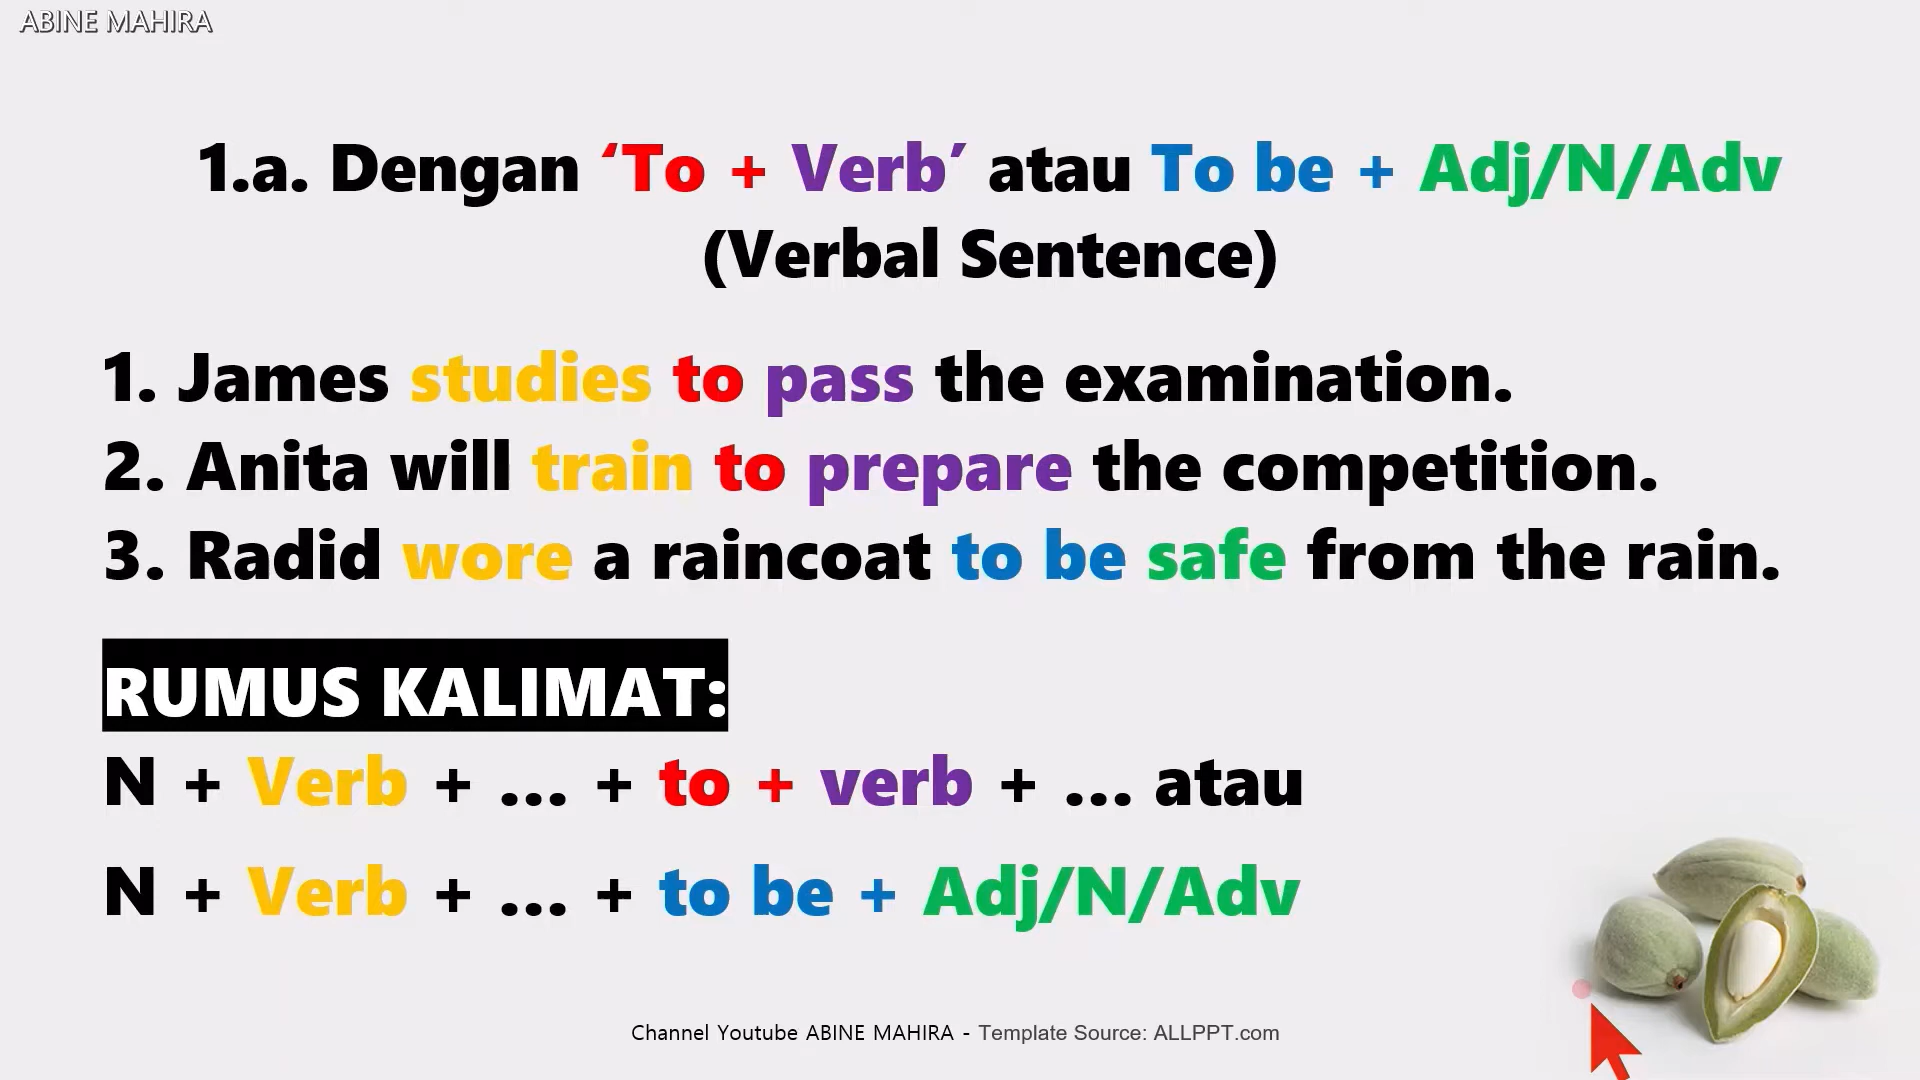 ABINE MAHIRA
1.a. Dengan ‘To + Verb’ atau To be + Adj/N/Adv
(Verbal Sentence)
1. James studies to pass the examination.
2. Anita will train to prepare the competition.
3. Radid wore a raincoat to be safe from the rain.
RUMUS KALIMAT:
N + Verb + ... + to + verb + ... atau
N + Verb + ... + to be + Adj/N/Adv
Channel Youtube ABINE MAHIRA - Template Source: ALLPPT.com